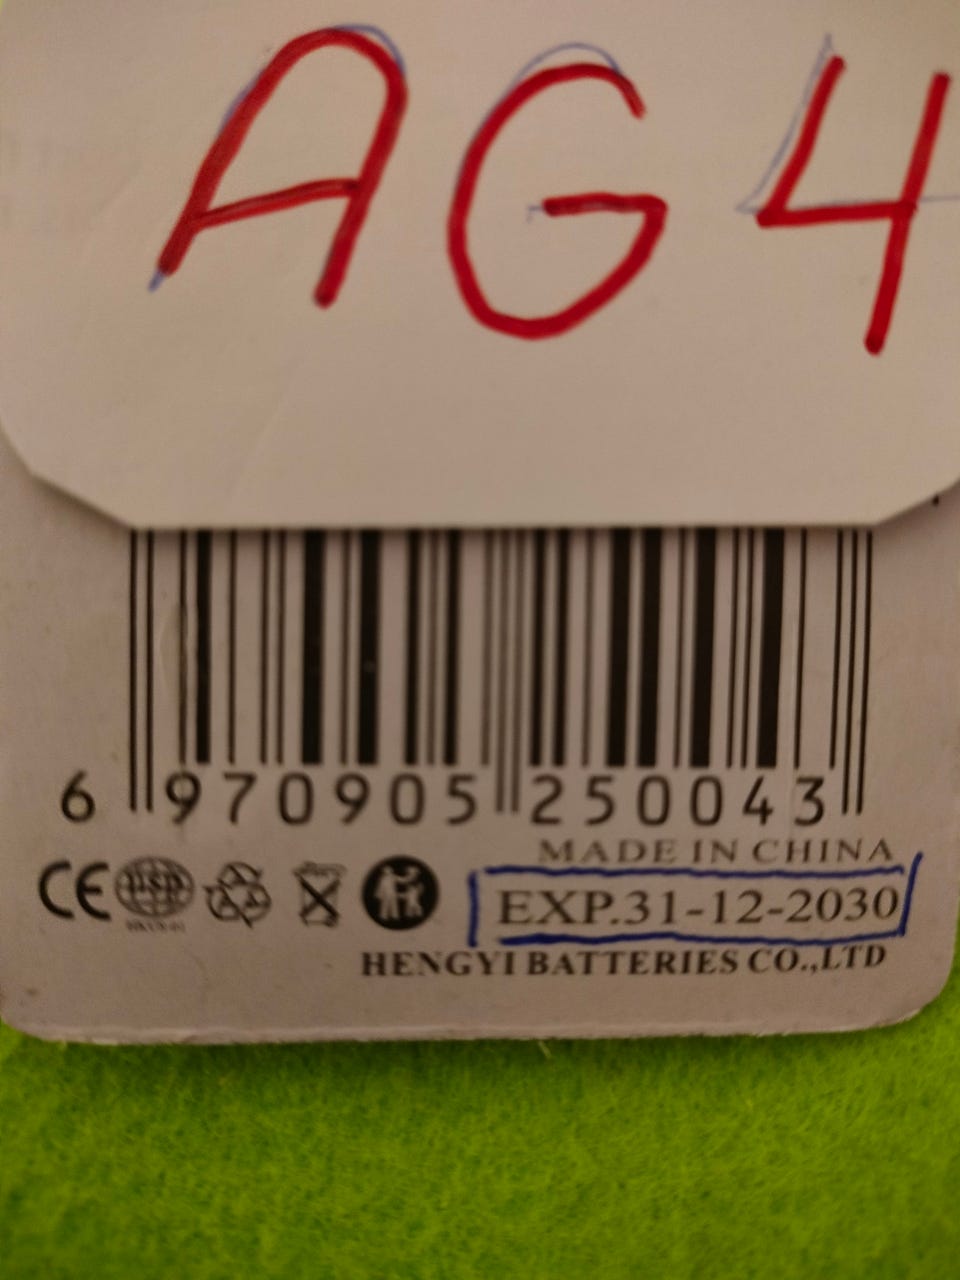 AG4
6 970905 250043
MADE IN CHINA
CE
EXP.31-12-2030
HENGYI BATTERIES CO.,LTD